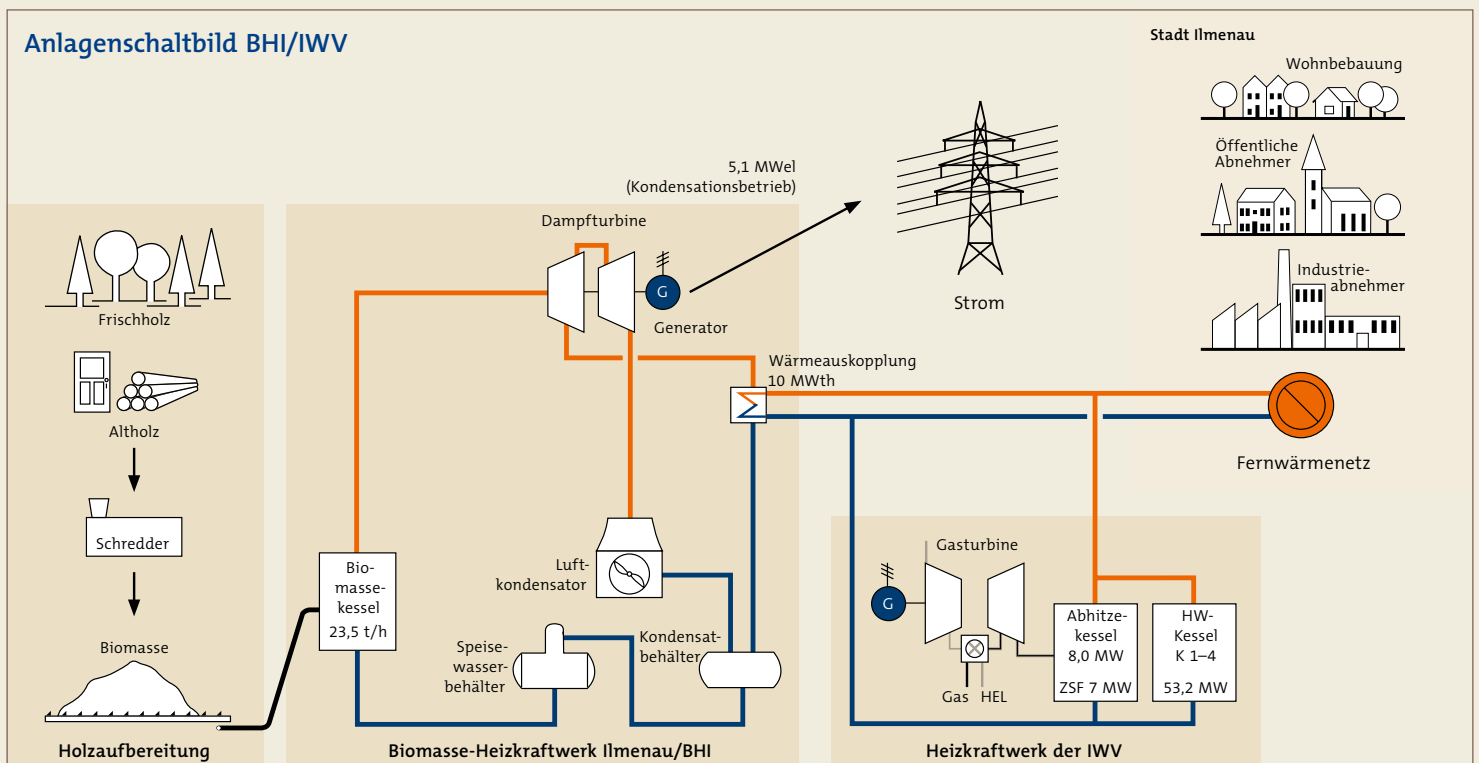 Anlagenschaltbild BHI/IWV
Stadt Ilmenau
Wohnbebauung
Öffentliche
Abnehmer
Industrie-
abnehmer
5,1 MWel
(Kondensationsbetrieb)
Strom
Dampfturbine
G
Generator
Wärmeauskopplung
10 MWth
Fernwärmenetz
Frischholz
Altholz
Schredder
Biomasse
Holzaufbereitung
Bio-
masse-
kessel
23,5 t/h
Luft-
kondensator
Speise-
wasser-
behälter
Kondensat-
behälter
Biomasse-Heizkraftwerk Ilmenau/BHI
Gasturbine
G
Gas HEL
Abhitze-
kessel
8,0 MW
ZSF 7 MW
HW-
Kessel
K 1–4
53,2 MW
Heizkraftwerk der IWV